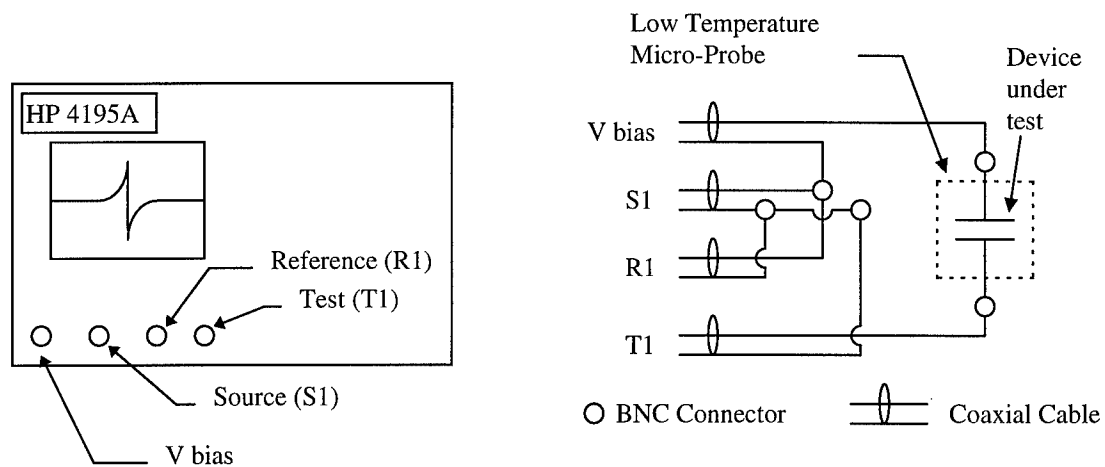 HP 4195A
Reference (R1)
Test (T1)
Source (S1)
V bias
Low Temperature
Micro-Probe
Device
under
test
V bias
S1
R1
T1
BNC Connector
Coaxial Cable